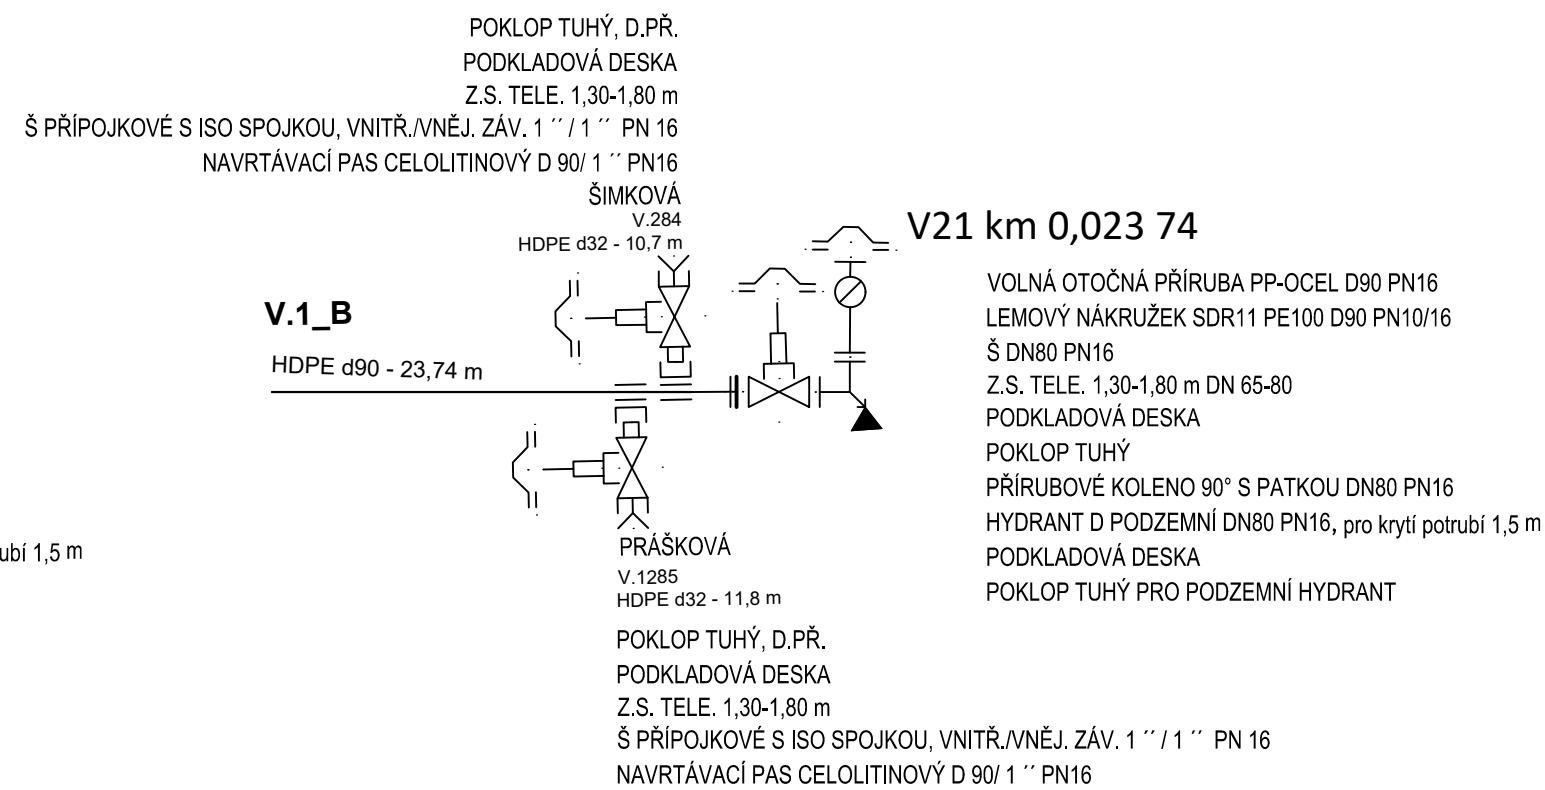 POKLOP TUHÝ, D.PŘ.
PODKLADOVÁ DESKA
Z.S. TELE. 1,30-1,80 m
Š PŘÍPOJKOVÉ S ISO SPOJKOU, VNITŘ./VNĚJ. ZÁV. 1 ´´ / 1 ´´ PN 16
NAVRTÁVACÍ PAS CELOLITINOVÝ D 90/ 1 ´´ PN16
ŠIMKOVÁ
V.284
HDPE d32 - 10,7 m
V.1_B
HDPE d90 - 23,74 m
V21 km 0,023 74
VOLNÁ OTOČNÁ PŘÍRUBA PP-OCEL D90 PN16
LEMOVÝ NÁKRUŽEK SDR11 PE100 D90 PN10/16
Š DN80 PN16
Z.S. TELE. 1,30-1,80 m DN 65-80
PODKLADOVÁ DESKA
POKLOP TUHÝ
PŘÍRUBOVÉ KOLENO 90° S PATKOU DN80 PN16
HYDRANT D PODZEMNÍ DN80 PN16, pro krytí potrubí 1,5 m
PODKLADOVÁ DESKA
POKLOP TUHÝ PRO PODZEMNÍ HYDRANT
ubí 1,5 m
PRÁŠKOVÁ
V.1285
HDPE d32 - 11,8 m
POKLOP TUHÝ, D.PŘ.
PODKLADOVÁ DESKA
Z.S. TELE. 1,30-1,80 m
Š PŘÍPOJKOVÉ S ISO SPOJKOU, VNITŘ./VNĚJ. ZÁV. 1 ´´ / 1 ´´ PN 16
NAVRTÁVACÍ PAS CELOLITINOVÝ D 90/ 1 ´´ PN16